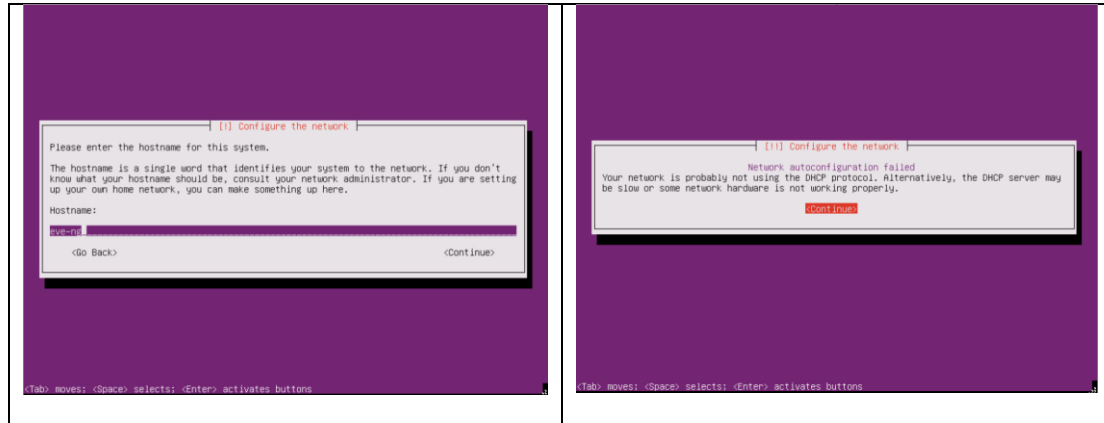 [!] Configure the network
Please enter the hostname for this system.
The hostname is a single word that identifies your system to the network. If you don't
know what your hostname should be, consult your network administrator. If you are setting
up your own home network, you can make something up here.
Hostname:
eve-ng
<Go Back> <Continue>
<Tab> moves; <Space> selects; <Enter> activates buttons
[!!] Configure the network
Network autoconfiguration failed
Your network is probably not using the DHCP protocol. Alternatively, the DHCP server may
be slow or some network hardware is not working properly.
<Continue>
<Tab> moves; <Space> selects; <Enter> activates buttons